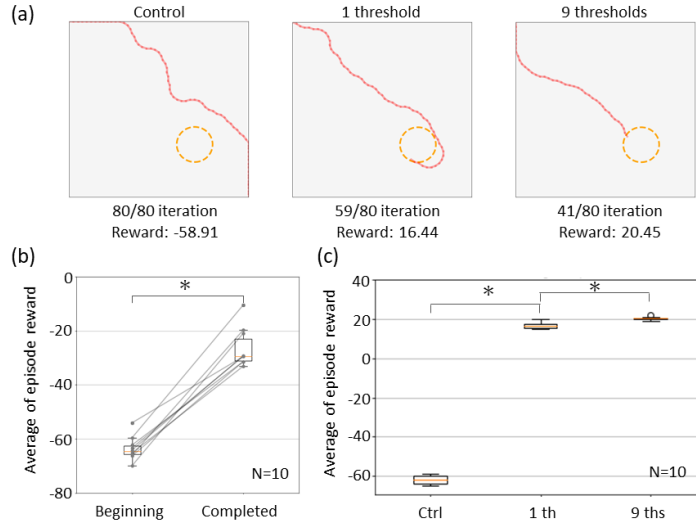 (a)
Control
1 threshold
9 thresholds
80/80 iteration
Reward: -58.91
59/80 iteration
Reward: 16.44
41/80 iteration
Reward: 20.45
(b)
Average of episode reward
0
-20
-40
-60
-80
*
N=10
Beginning
Completed
(c)
Average of episode reward
40
20
0
-20
-40
-60
*
*
N=10
Ctrl
1 th
9 ths